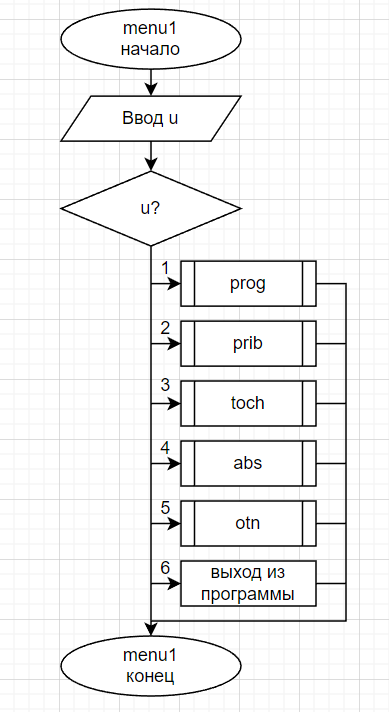 menu1
начало
Ввод u
u?
1
prog
2
prib
3
toch
4
abs
5
otn
6
выход из
программы
menu1
конец